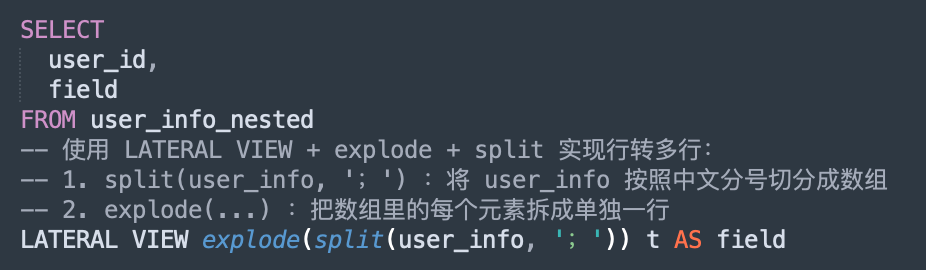 SELECT
user_id,
field
FROM user_info_nested
-- 使用 LATERAL VIEW + explode + split 实现行转多行：
-- 1. split(user_info, '；') ：将 user_info 按照中文分号切分成数组
-- 2. explode(...) ：把数组里的每个元素拆成单独一行
LATERAL VIEW explode(split(user_info, '；')) t AS field